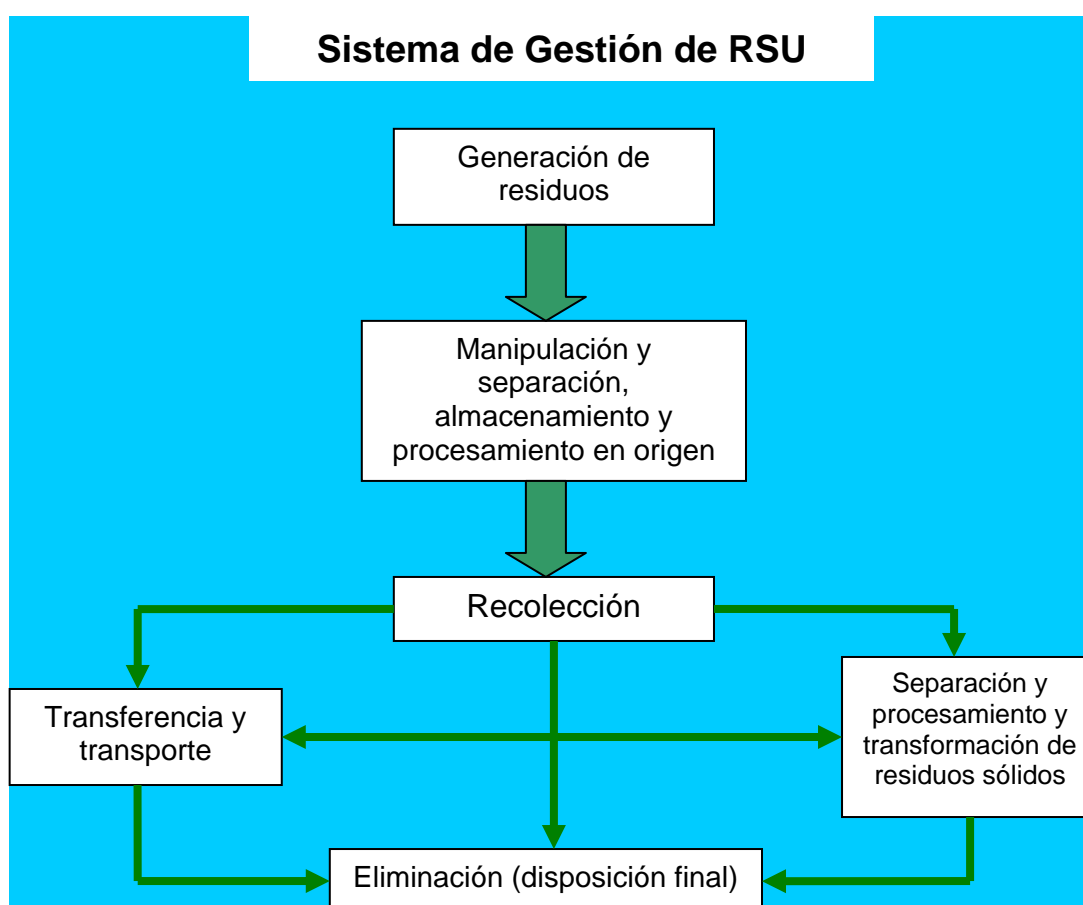 Sistema de Gestión de RSU
Generación de
residuos
Manipulación y
separación,
almacenamiento y
procesamiento en origen
Recolección
Transferencia y
transporte
Separación y
procesamiento y
transformación de
residuos sólidos
Eliminación (disposición final)